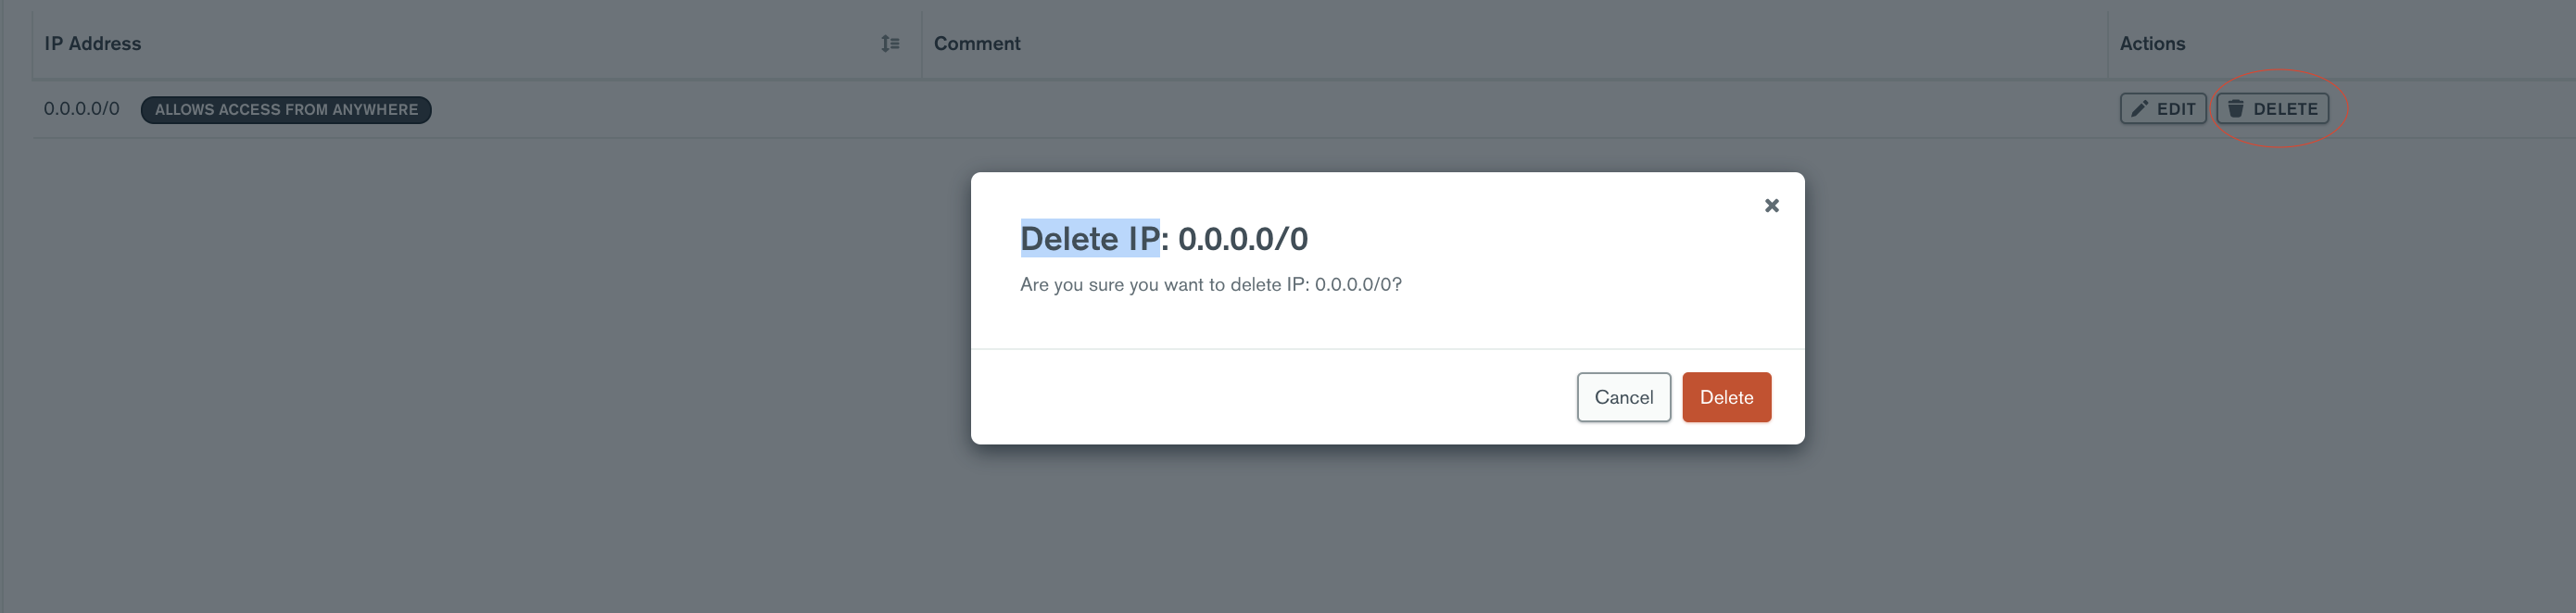 IP Address Comment Actions
0.0.0.0/0 ALLOWS ACCESS FROM ANYWHERE EDIT DELETE
Delete IP: 0.0.0.0/0
Are you sure you want to delete IP: 0.0.0.0/0?
Cancel Delete